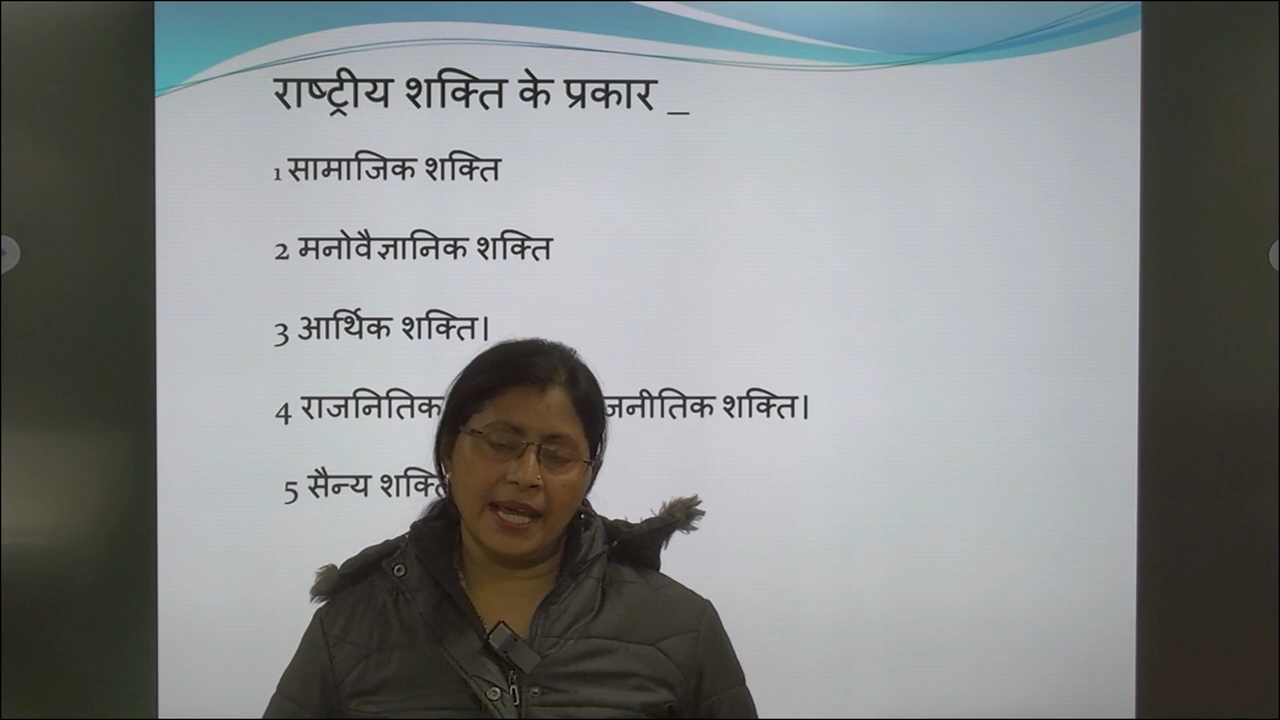 राष्ट्रीय शक्ति के प्रकार _
1 सामाजिक शक्ति
2 मनोवैज्ञानिक शक्ति
3 आर्थिक शक्ति।
4 राजनितिक शक्ति।
5 सैन्य